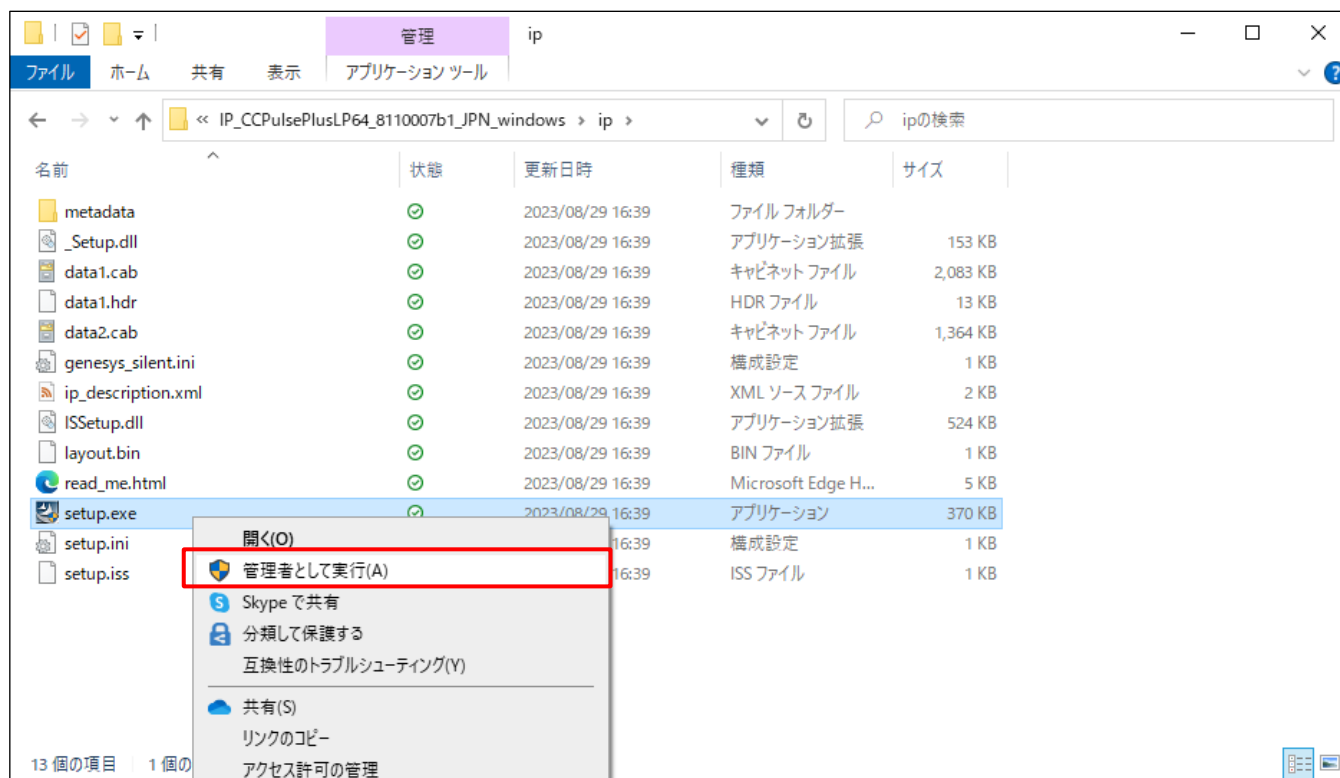 管理 ip
ファイル ホーム 共有 表示 アプリケーション ツール
« IP_CCPulsePlusLP64_8110007b1_JPN_windows › ip › ipの検索
名前 状態 更新日時 種類 サイズ
metadata 2023/08/29 16:39 ファイル フォルダー
_Setup.dll 2023/08/29 16:39 アプリケーション拡張 153 KB
data1.cab 2023/08/29 16:39 キャビネット ファイル 2,083 KB
data1.hdr 2023/08/29 16:39 HDR ファイル 13 KB
data2.cab 2023/08/29 16:39 キャビネット ファイル 1,364 KB
genesys_silent.ini 2023/08/29 16:39 構成設定 1 KB
ip_description.xml 2023/08/29 16:39 XML ソース ファイル 2 KB
ISSetup.dll 2023/08/29 16:39 アプリケーション拡張 524 KB
layout.bin 2023/08/29 16:39 BIN ファイル 1 KB
read_me.html 2023/08/29 16:39 Microsoft Edge H... 5 KB
setup.exe 2023/08/29 16:39 アプリケーション 370 KB
setup.ini 16:39 構成設定 1 KB
setup.iss 16:39 ISS ファイル 1 KB
開く(O)
管理者として実行(A)
Skype で共有
分類して保護する
互換性のトラブルシューティング(Y)
共有(S)
リンクのコピー
アクセス許可の管理
13 個の項目 1 個の